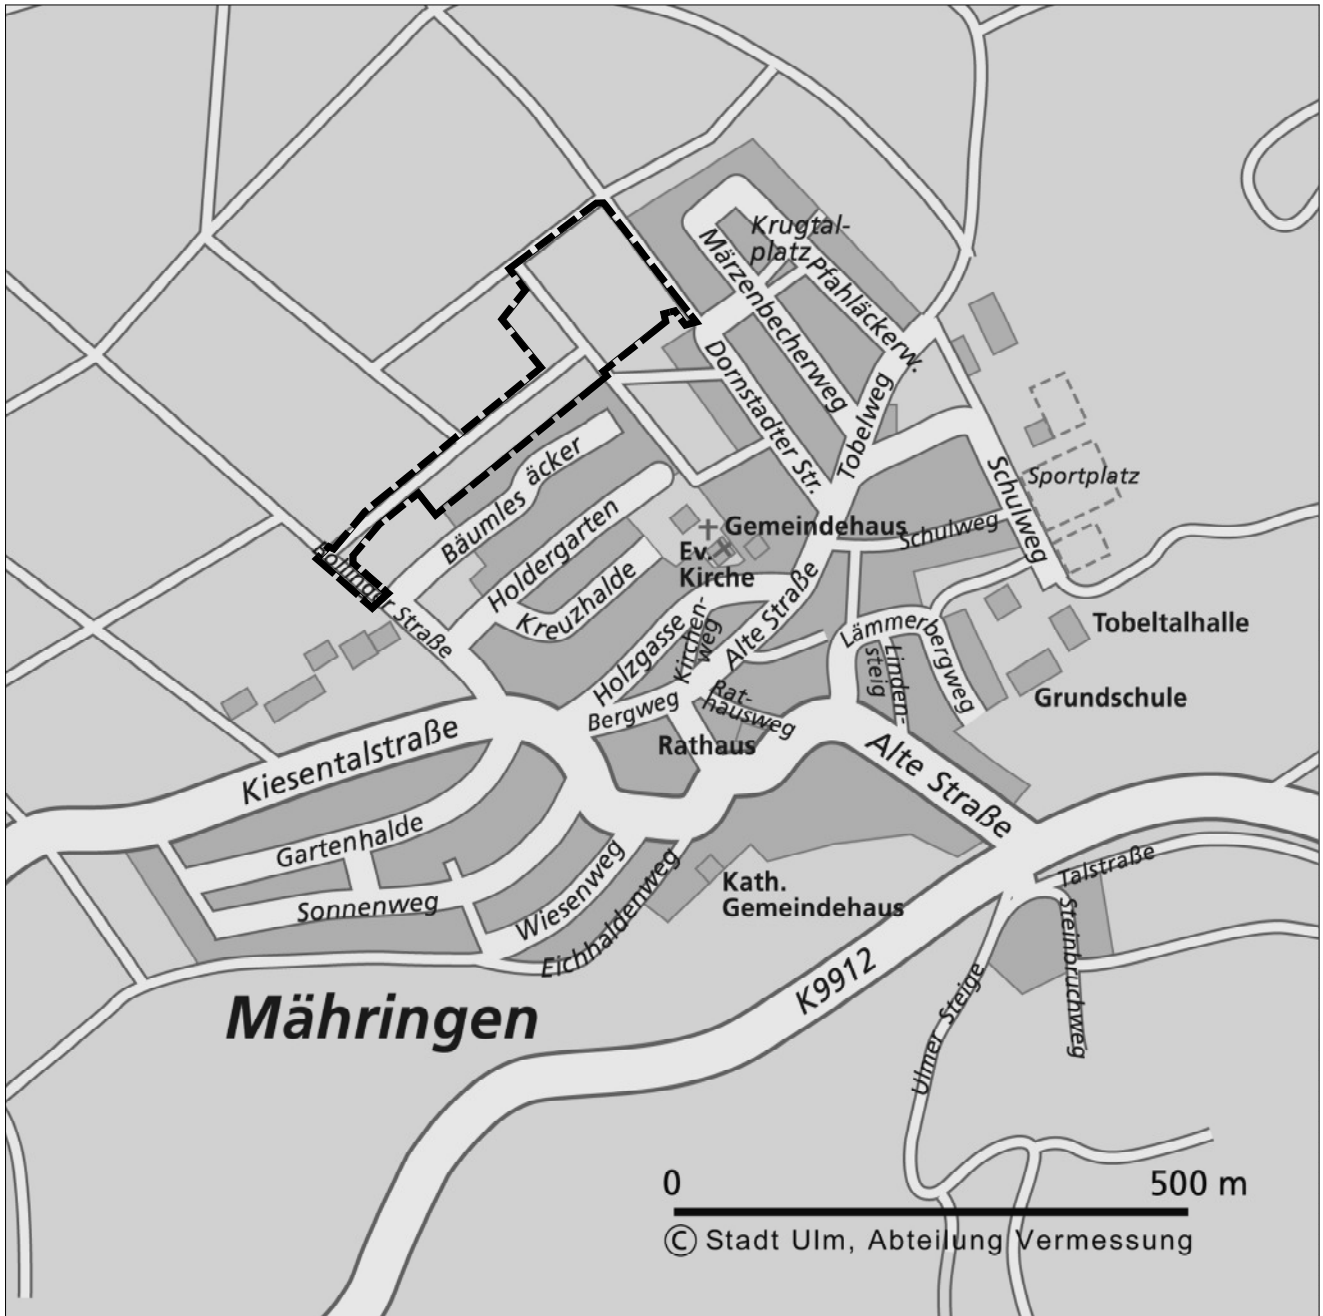 Krugtal-
platz
Märzenbecherweg
Pfahläckerw.
Dornstadter Str.
Tobelweg
Schulweg
Sportplatz
Bäumles äcker
Holdergarten
Kreuzhalde
Gemeindehaus
Ev.
Kirche
Schulweg
Straße
Holzgasse
Kirchen-
weg
Alte Straße
Lämmerbergweg
Linden-
steig
Tobeltalhalle
Grundschule
Bergweg
Rat-
hausweg
Rathaus
Kiesentalstraße
Alte Straße
Gartenhalde
Sonnenweg
Wiesenweg
Eichhaldenweg
Kath.
Gemeindehaus
Talstraße
Steinbruchweg
K9912
Ulmer Steige
Mähringen
0 500 m
© Stadt Ulm, Abteilung Vermessung